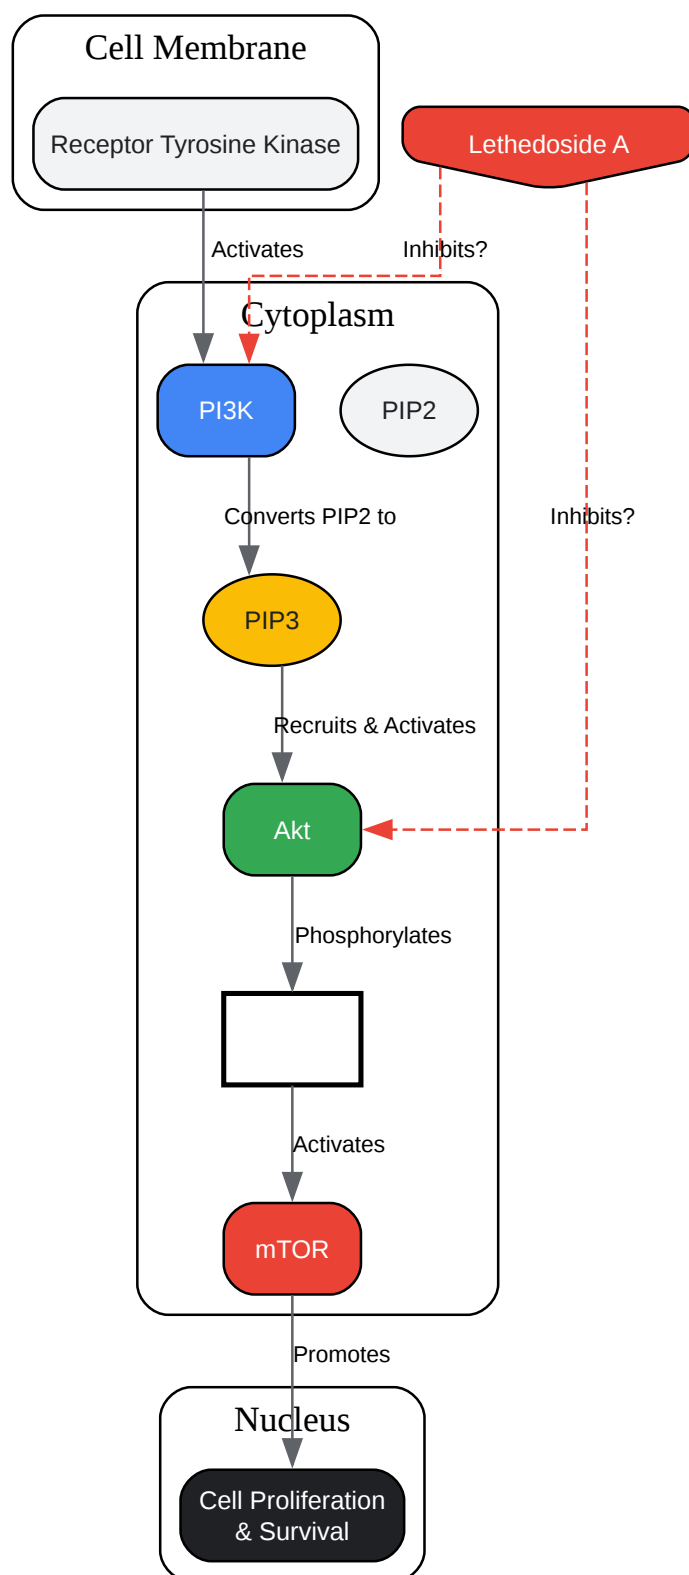 Cell Membrane
Receptor Tyrosine Kinase
Lethedoside A
Activates
Inhibits?
Cytoplasm
PI3K
PIP2
Converts PIP2 to
Inhibits?
PIP3
Recruits & Activates
Akt
Phosphorylates
Activates
mTOR
Promotes
Nucleus
Cell Proliferation
& Survival